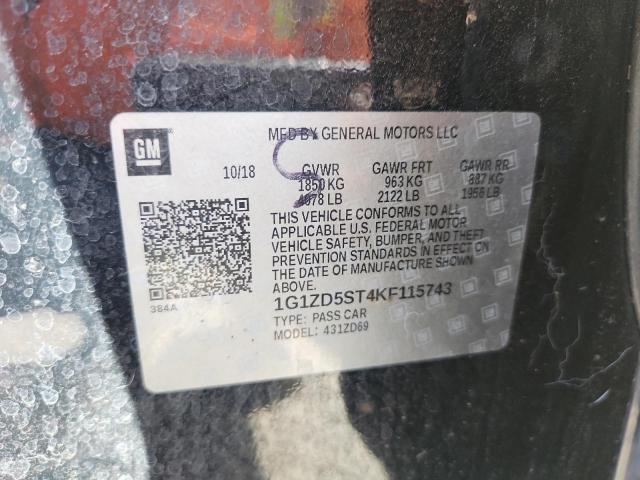 GM
MFD BY GENERAL MOTORS LLC
10/18 GVWR GAWR FRT GAWR RR
1850 KG 963 KG 887 KG
4078 LB 2122 LB 1956 LB
THIS VEHICLE CONFORMS TO ALL
APPLICABLE U.S. FEDERAL MOTOR
VEHICLE SAFETY, BUMPER, AND THEFT
PREVENTION STANDARDS IN EFFECT ON
THE DATE OF MANUFACTURE SHOWN
ABOVE.
384A
1G1ZD5ST4KF115743
TYPE: PASS CAR
MODEL: 431ZD69